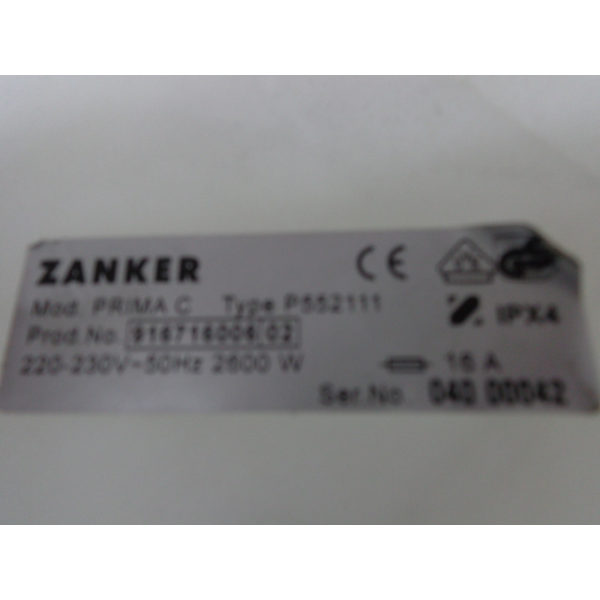 ZANKER CE
Mod. PRIMA C Type P552111
IPX4
Prod.No. 916716006 02
220-230V~50Hz 2600 W 16 A
Ser.No 040 00042